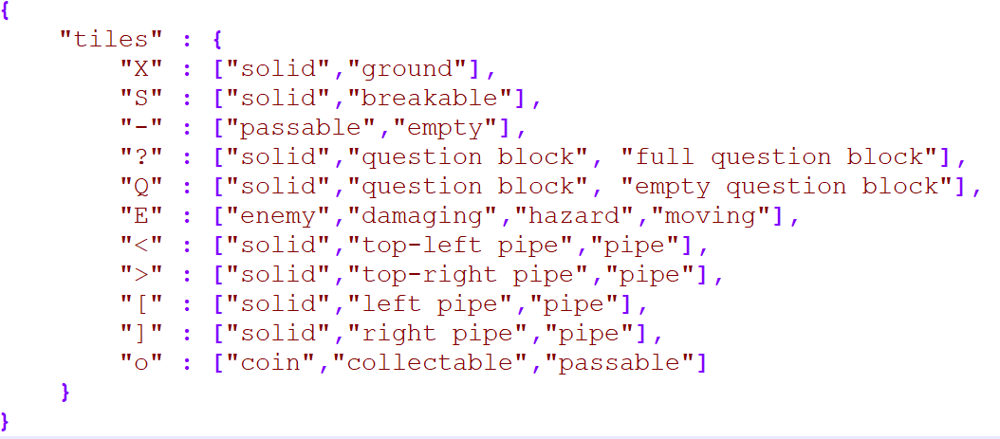 {
"tiles" : {
"X" : ["solid","ground"],
"S" : ["solid","breakable"],
"-" : ["passable","empty"],
"?" : ["solid","question block", "full question block"],
"Q" : ["solid","question block", "empty question block"],
"E" : ["enemy","damaging","hazard","moving"],
"<" : ["solid","top-left pipe","pipe"],
">" : ["solid","top-right pipe","pipe"],
"[" : ["solid","left pipe","pipe"],
"]" : ["solid","right pipe","pipe"],
"o" : ["coin","collectable","passable"]
}
}